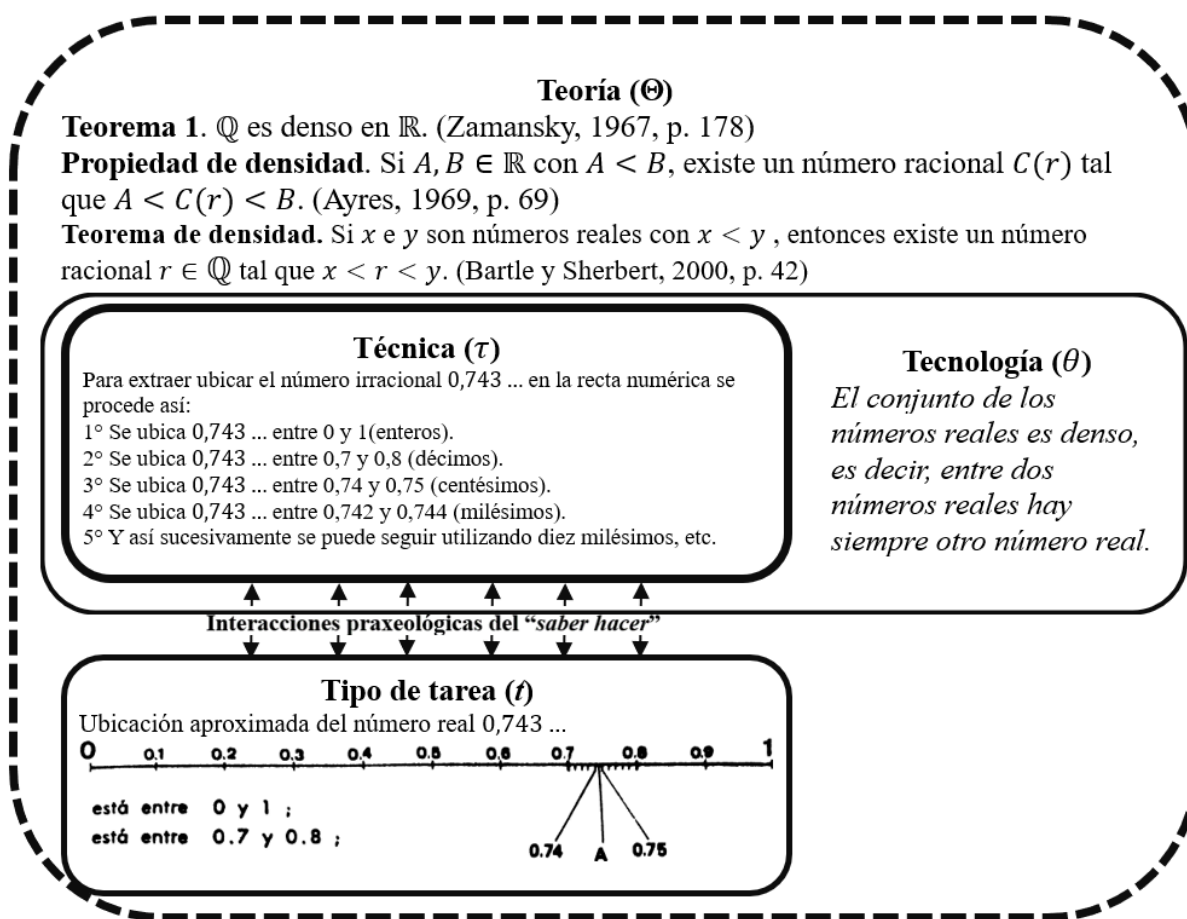 Teoría (Θ)
Teorema 1. ℚ es denso en ℝ. (Zamansky, 1967, p. 178)
Propiedad de densidad. Si A, B ∈ ℝ con A < B, existe un número racional C(r) tal
que A < C(r) < B. (Ayres, 1969, p. 69)
Teorema de densidad. Si x e y son números reales con x < y , entonces existe un número
racional r ∈ ℚ tal que x < r < y. (Bartle y Sherbert, 2000, p. 42)
Técnica (τ)
Para extraer ubicar el número irracional 0,743 ... en la recta numérica se
procede así:
1° Se ubica 0,743 ... entre 0 y 1(enteros).
2° Se ubica 0,743 ... entre 0,7 y 0,8 (décimos).
3° Se ubica 0,743 ... entre 0,74 y 0,75 (centésimos).
4° Se ubica 0,743 ... entre 0,742 y 0,744 (milésimos).
5° Y así sucesivamente se puede seguir utilizando diez milésimos, etc.
Tecnología (θ)
El conjunto de los
números reales es denso,
es decir, entre dos
números reales hay
siempre otro número real.
Interacciones praxeológicas del “saber hacer”
Tipo de tarea (t)
Ubicación aproximada del número real 0,743 ...
0 0.1 0.2 0.3 0.4 0.5 0.6 0.7 0.8 0.9 1
está entre 0 y 1 ;
está entre 0.7 y 0.8 ;
0.74 A 0.75